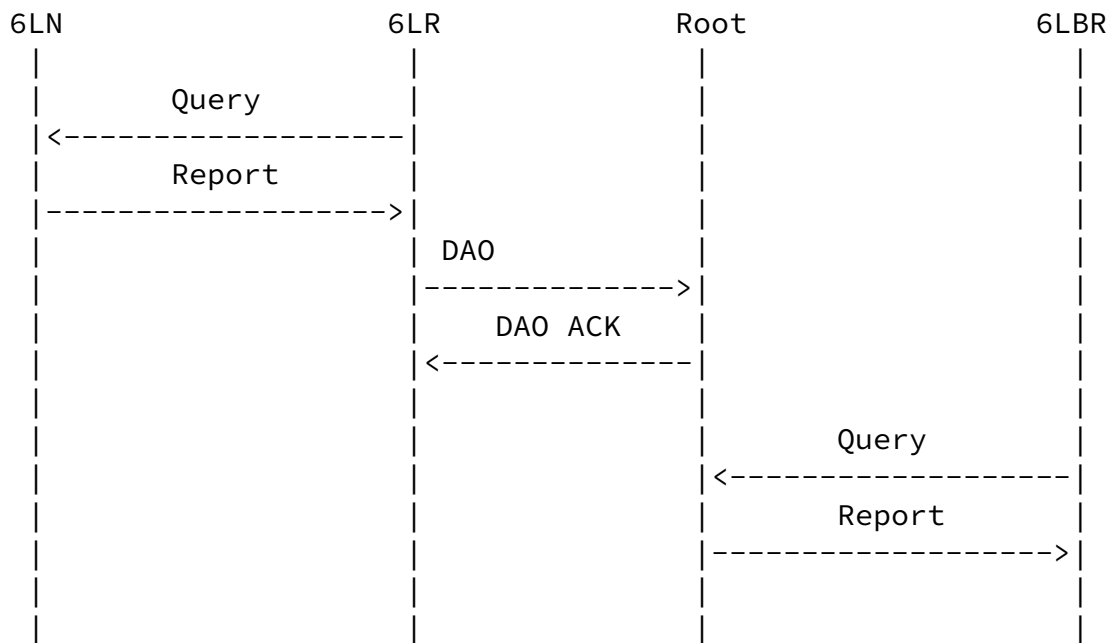 6LN 6LR Root 6LBR
Query
Report
DAO
DAO ACK
Query
Report